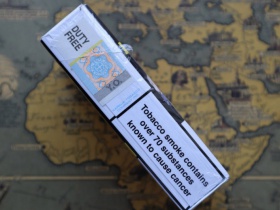 DUTY
FREE
Tobacco smoke contains
over 70 substances
known to cause cancer